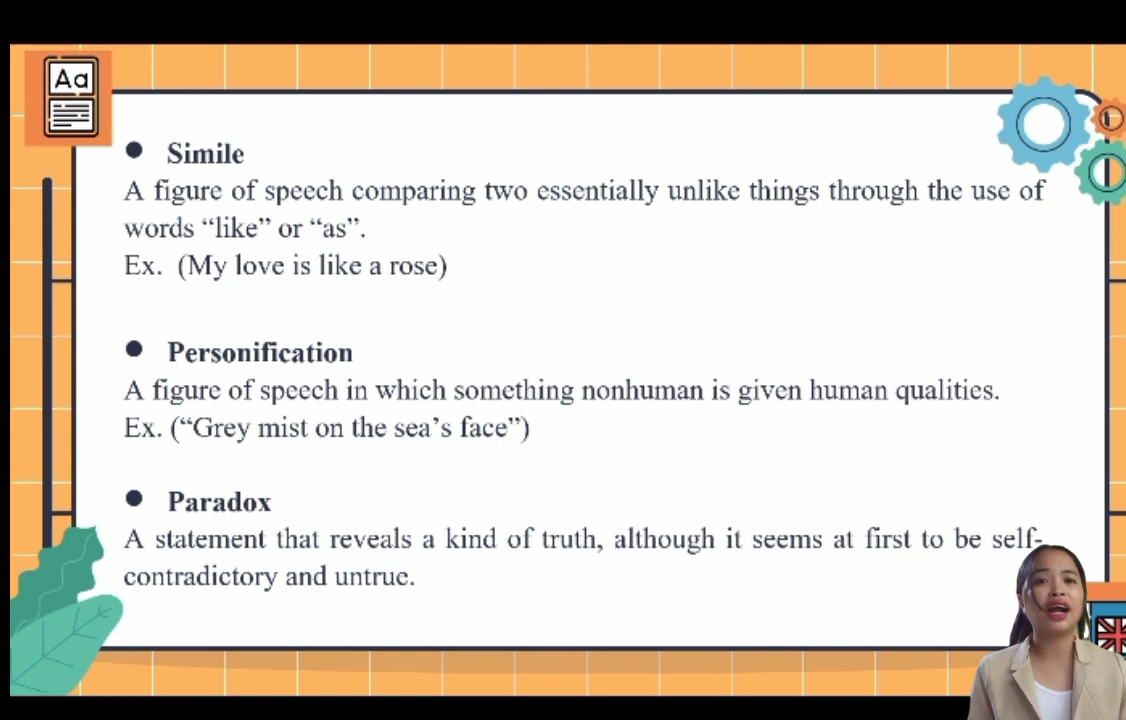 Aa
● Simile
A figure of speech comparing two essentially unlike things through the use of
words “like” or “as”.
Ex. (My love is like a rose)
● Personification
A figure of speech in which something nonhuman is given human qualities.
Ex. (“Grey mist on the sea’s face”)
● Paradox
A statement that reveals a kind of truth, although it seems at first to be self-
contradictory and untrue.